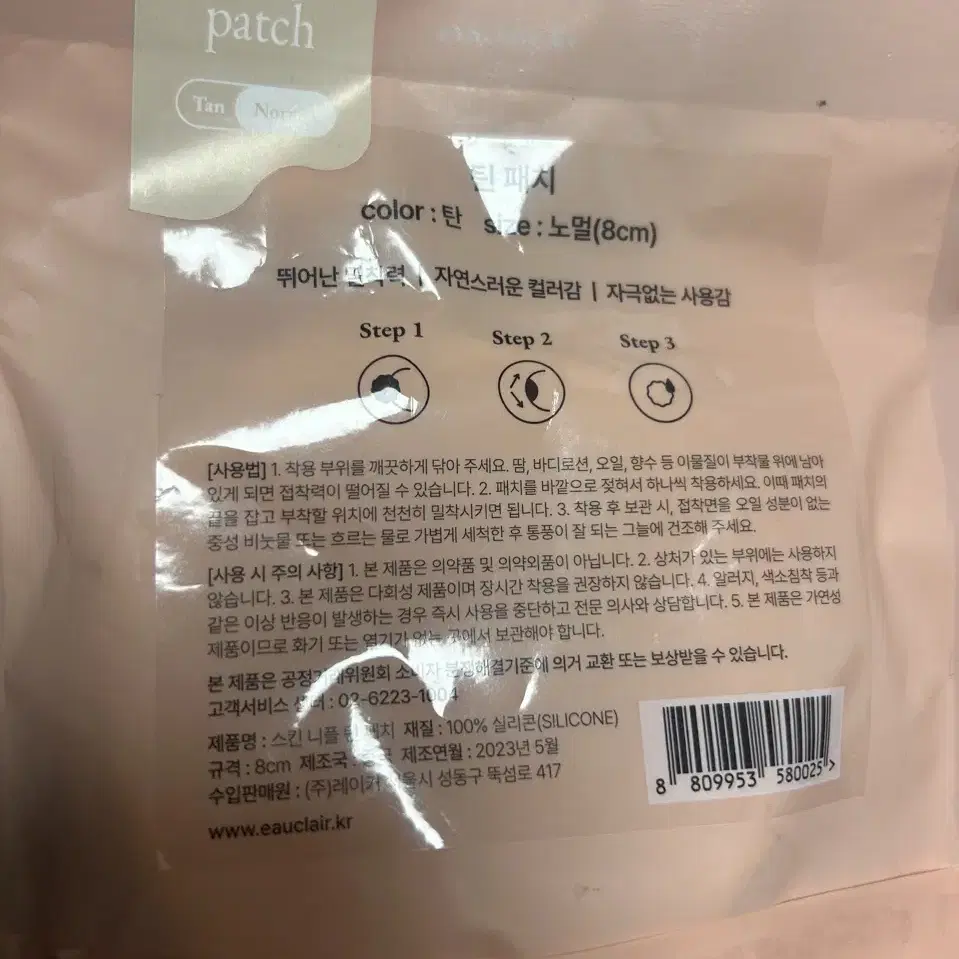 patch
Tan
틴 패치
color : 탄 size : 노멀(8cm)
뛰어난 밀착력 | 자연스러운 컬러감 | 자극없는 사용감
Step 1 Step 2 Step 3
[사용법] 1. 착용 부위를 깨끗하게 닦아 주세요. 땀, 바디로션, 오일, 향수 등 이물질이 부착물 위에 남아
있게 되면 접착력이 떨어질 수 있습니다. 2. 패치를 바깥으로 젖혀서 하나씩 착용하세요. 이때 패치의
끝을 잡고 부착할 위치에 천천히 밀착시키면 됩니다. 3. 착용 후 보관 시, 접착면을 오일 성분이 없는
중성 비눗물 또는 흐르는 물로 가볍게 세척한 후 통풍이 잘 되는 그늘에 건조해 주세요.
[사용 시 주의 사항] 1. 본 제품은 의약품 및 의약외품이 아닙니다. 2. 상처가 있는 부위에는 사용하지
않습니다. 3. 본 제품은 다회성 제품이며 장시간 착용을 권장하지 않습니다. 4. 알러지, 색소침착 등과
같은 이상 반응이 발생하는 경우 즉시 사용을 중단하고 전문 의사와 상담합니다. 5. 본 제품은 가연성
제품이므로 화기 또는 열기가 없는 곳에서 보관해야 합니다.
본 제품은 공정거래위원회 소비자 분쟁해결기준에 의거 교환 또는 보상받을 수 있습니다.
고객서비스 센터 : 02-6223-1004
제품명 : 스킨 니플 틴 패치 재질 : 100% 실리콘(SILICONE)
규격 : 8cm 제조국 : 중국 제조연월 : 2023년 5월
수입판매원 : (주)레이커 서울시 성동구 뚝섬로 417
www.eauclair.kr
8 809953 580025 >